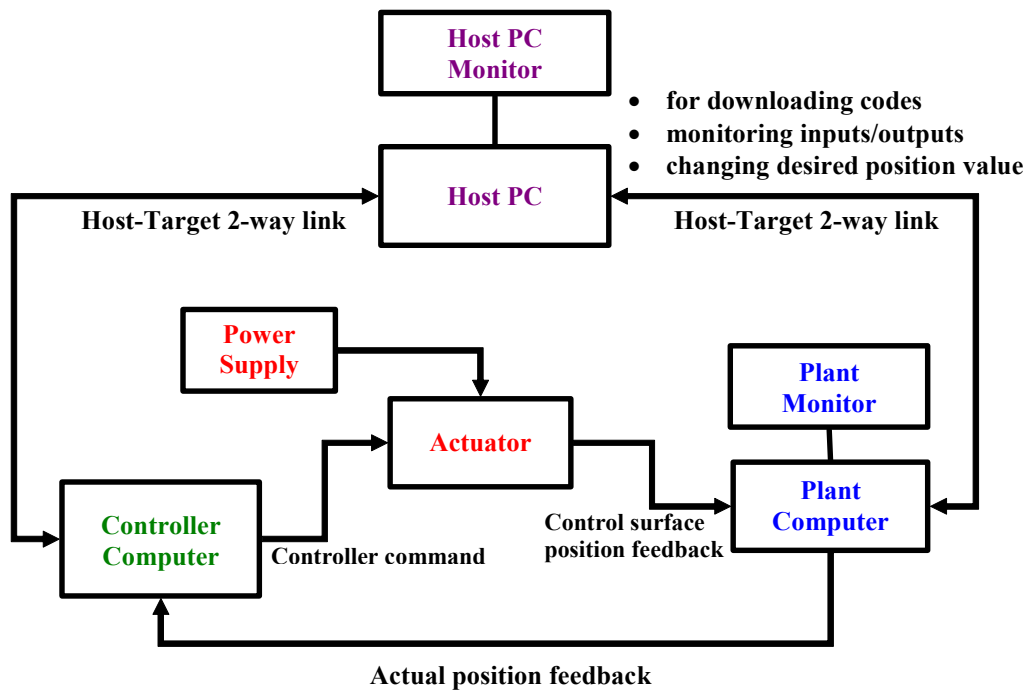 Host PC
Monitor
• for downloading codes
• monitoring inputs/outputs
• changing desired position value
Host PC
Host-Target 2-way link
Host-Target 2-way link
Power
Supply
Plant
Monitor
Actuator
Controller
Computer
Plant
Computer
Controller command
Control surface
position feedback
Actual position feedback